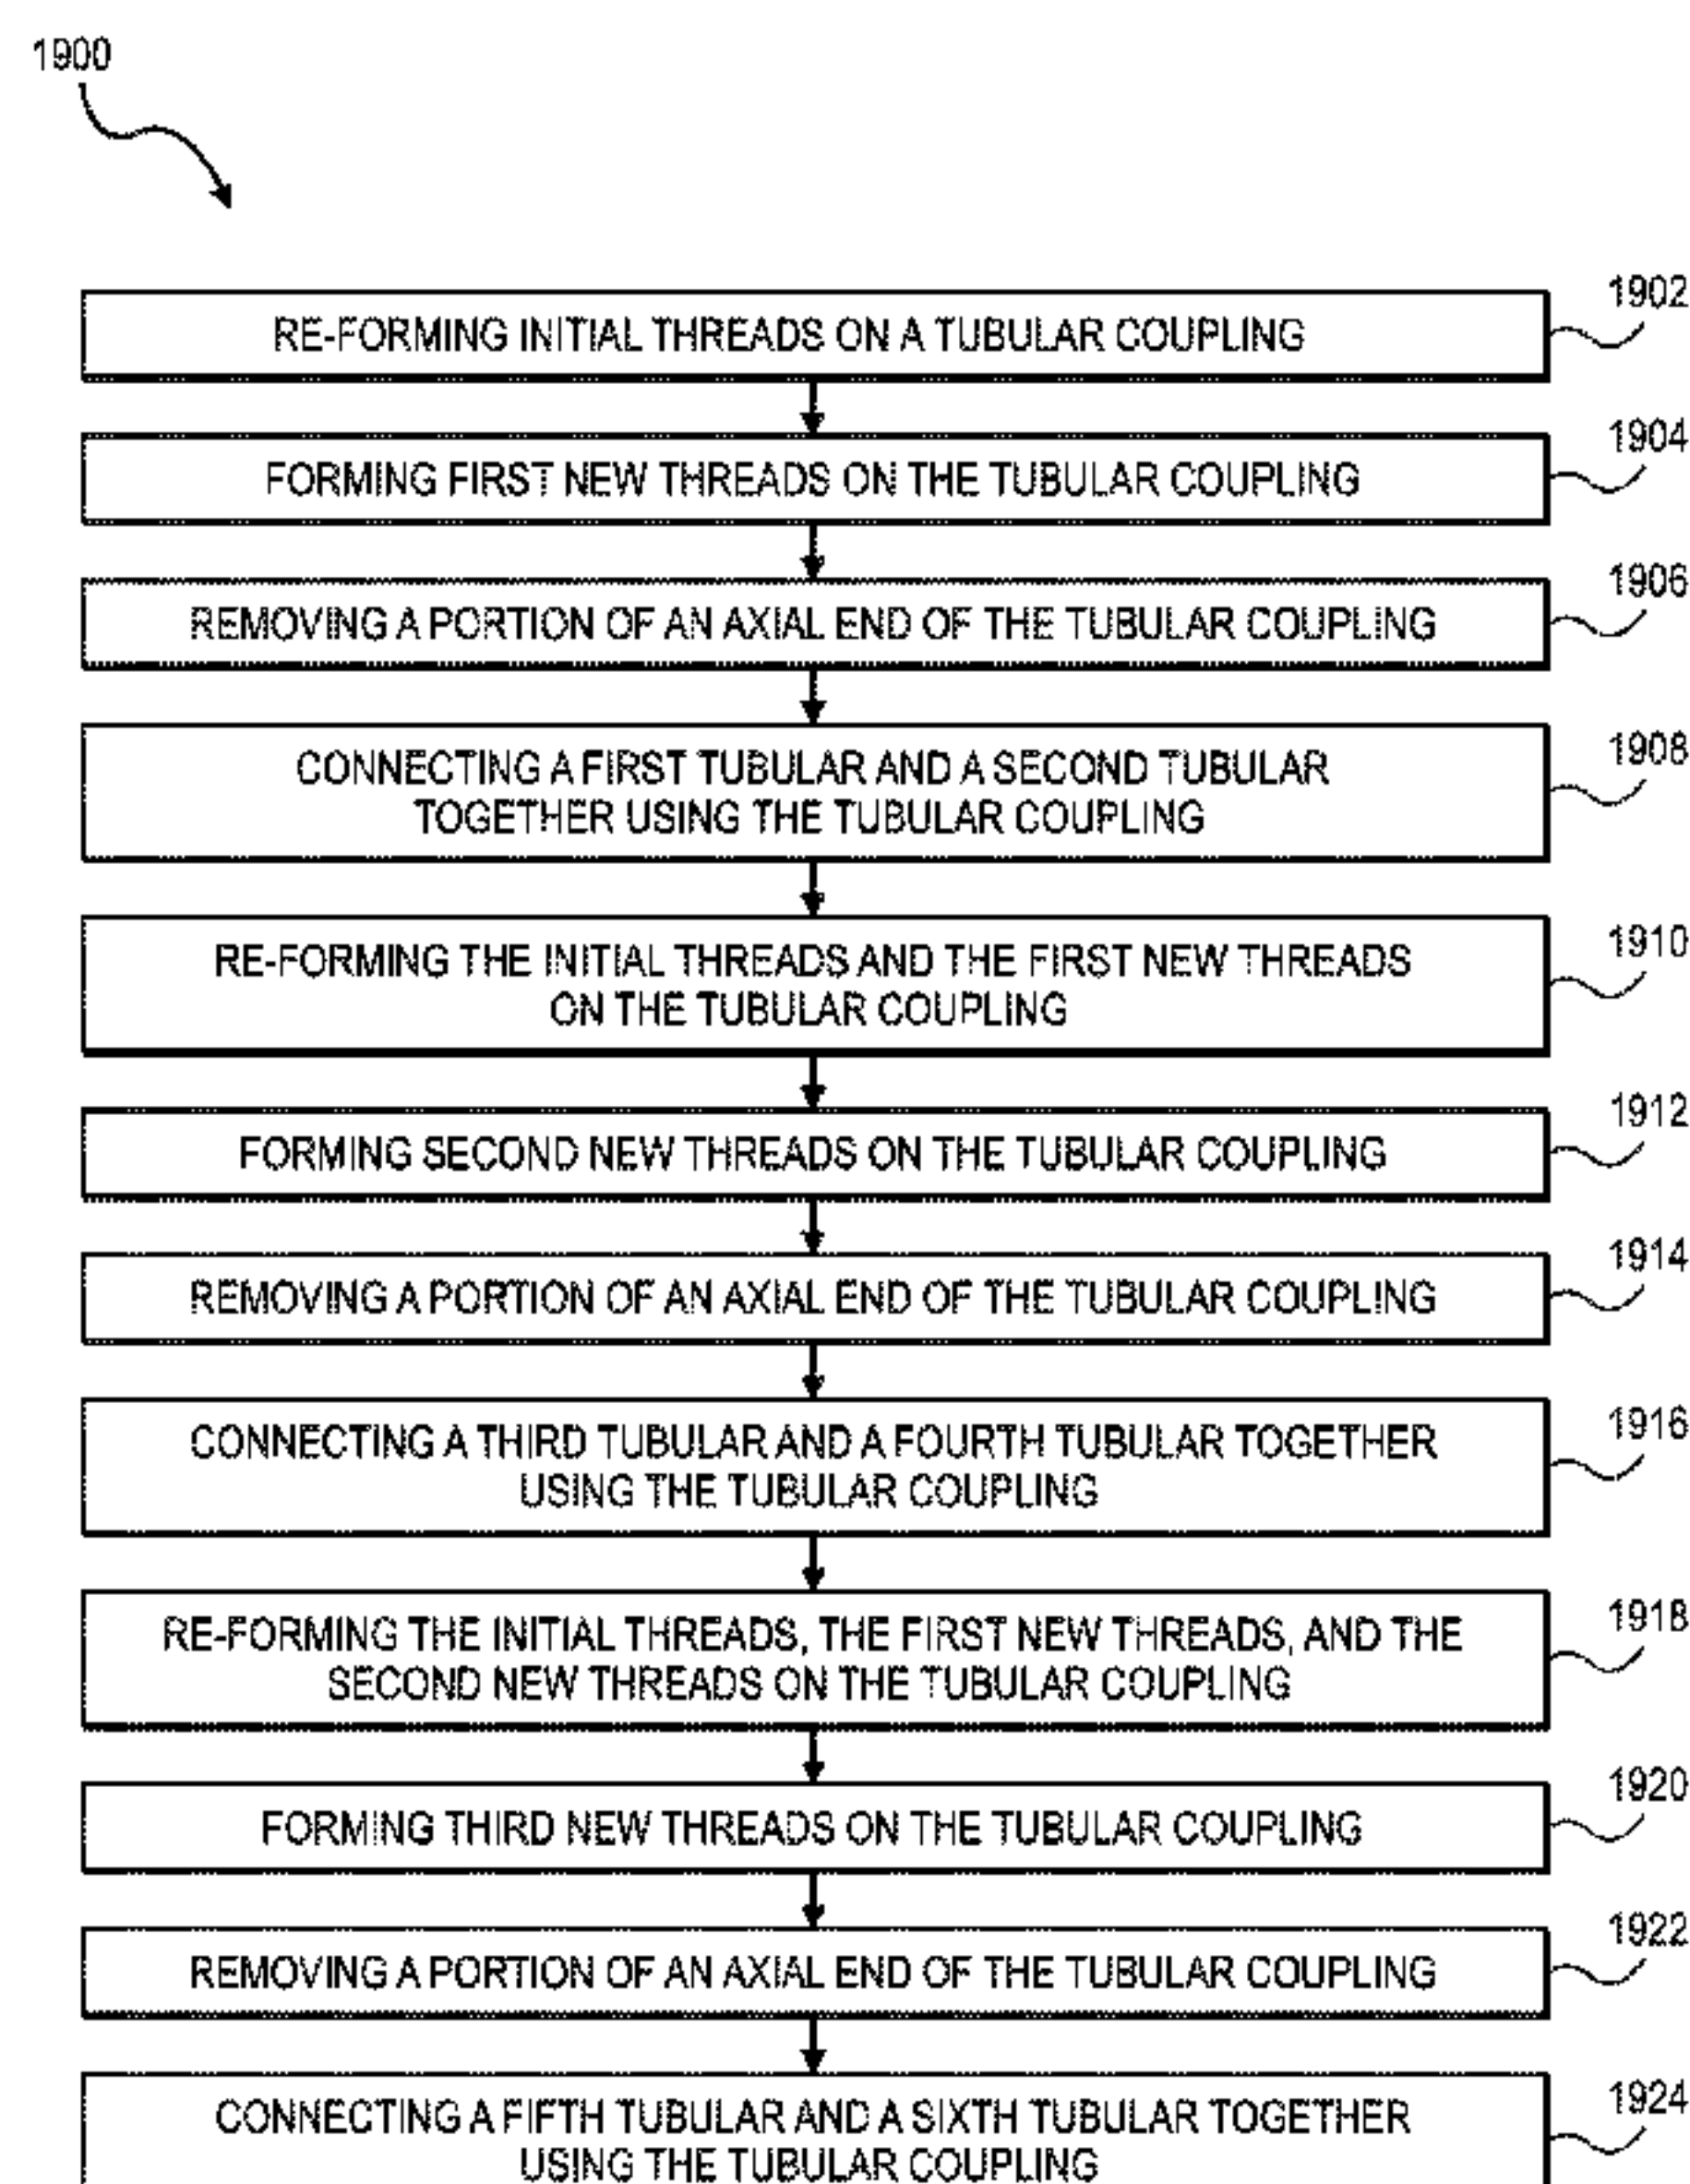 1900
1902
RE-FORMING INITIAL THREADS ON A TUBULAR COUPLING
1904
FORMING FIRST NEW THREADS ON THE TUBULAR COUPLING
1906
REMOVING A PORTION OF AN AXIAL END OF THE TUBULAR COUPLING
1908
CONNECTING A FIRST TUBULAR AND A SECOND TUBULAR
TOGETHER USING THE TUBULAR COUPLING
1910
RE-FORMING THE INITIAL THREADS AND THE FIRST NEW THREADS
ON THE TUBULAR COUPLING
1912
FORMING SECOND NEW THREADS ON THE TUBULAR COUPLING
1914
REMOVING A PORTION OF AN AXIAL END OF THE TUBULAR COUPLING
1916
CONNECTING A THIRD TUBULAR AND A FOURTH TUBULAR TOGETHER
USING THE TUBULAR COUPLING
1918
RE-FORMING THE INITIAL THREADS, THE FIRST NEW THREADS, AND THE
SECOND NEW THREADS ON THE TUBULAR COUPLING
1920
FORMING THIRD NEW THREADS ON THE TUBULAR COUPLING
1922
REMOVING A PORTION OF AN AXIAL END OF THE TUBULAR COUPLING
1924
CONNECTING A FIFTH TUBULAR AND A SIXTH TUBULAR TOGETHER
USING THE TUBULAR COUPLING